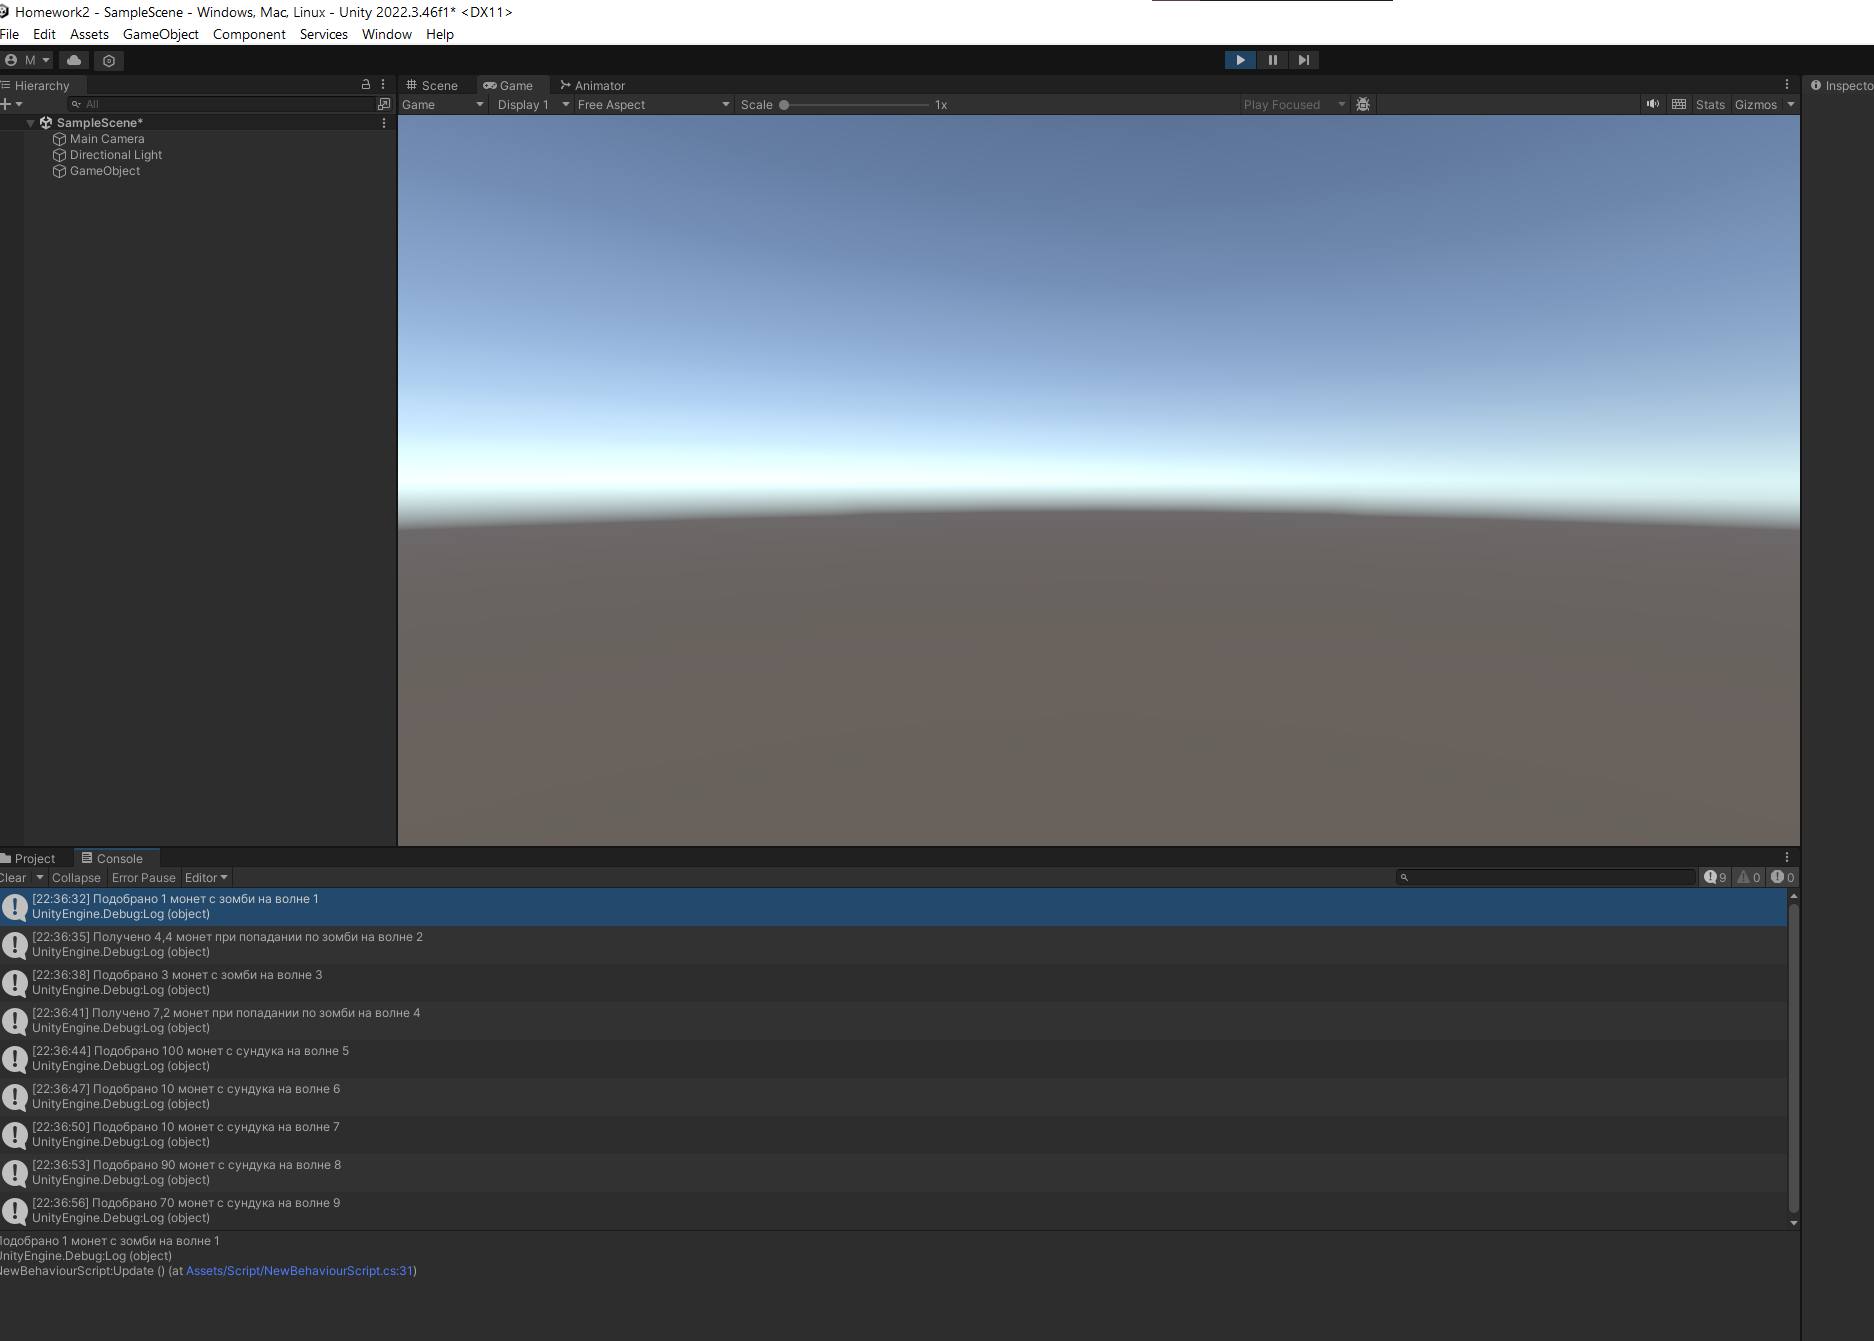 Homework2 - SampleScene - Windows, Mac, Linux - Unity 2022.3.46f1* <DX11>
File Edit Assets GameObject Component Services Window Help
M
Hierarchy
All
SampleScene*
Main Camera
Directional Light
GameObject
Scene Game Animator
Game Display 1 Free Aspect Scale 1x Play Focused Stats Gizmos
Inspecto
Project Console
Clear Collapse Error Pause Editor 9 0 0
[22:36:32] Подобрано 1 монет с зомби на волне 1
UnityEngine.Debug:Log (object)
[22:36:35] Получено 4,4 монет при попадании по зомби на волне 2
UnityEngine.Debug:Log (object)
[22:36:38] Подобрано 3 монет с зомби на волне 3
UnityEngine.Debug:Log (object)
[22:36:41] Получено 7,2 монет при попадании по зомби на волне 4
UnityEngine.Debug:Log (object)
[22:36:44] Подобрано 100 монет с сундука на волне 5
UnityEngine.Debug:Log (object)
[22:36:47] Подобрано 10 монет с сундука на волне 6
UnityEngine.Debug:Log (object)
[22:36:50] Подобрано 10 монет с сундука на волне 7
UnityEngine.Debug:Log (object)
[22:36:53] Подобрано 90 монет с сундука на волне 8
UnityEngine.Debug:Log (object)
[22:36:56] Подобрано 70 монет с сундука на волне 9
UnityEngine.Debug:Log (object)
Подобрано 1 монет с зомби на волне 1
UnityEngine.Debug:Log (object)
NewBehaviourScript:Update () (at Assets/Script/NewBehaviourScript.cs:31)